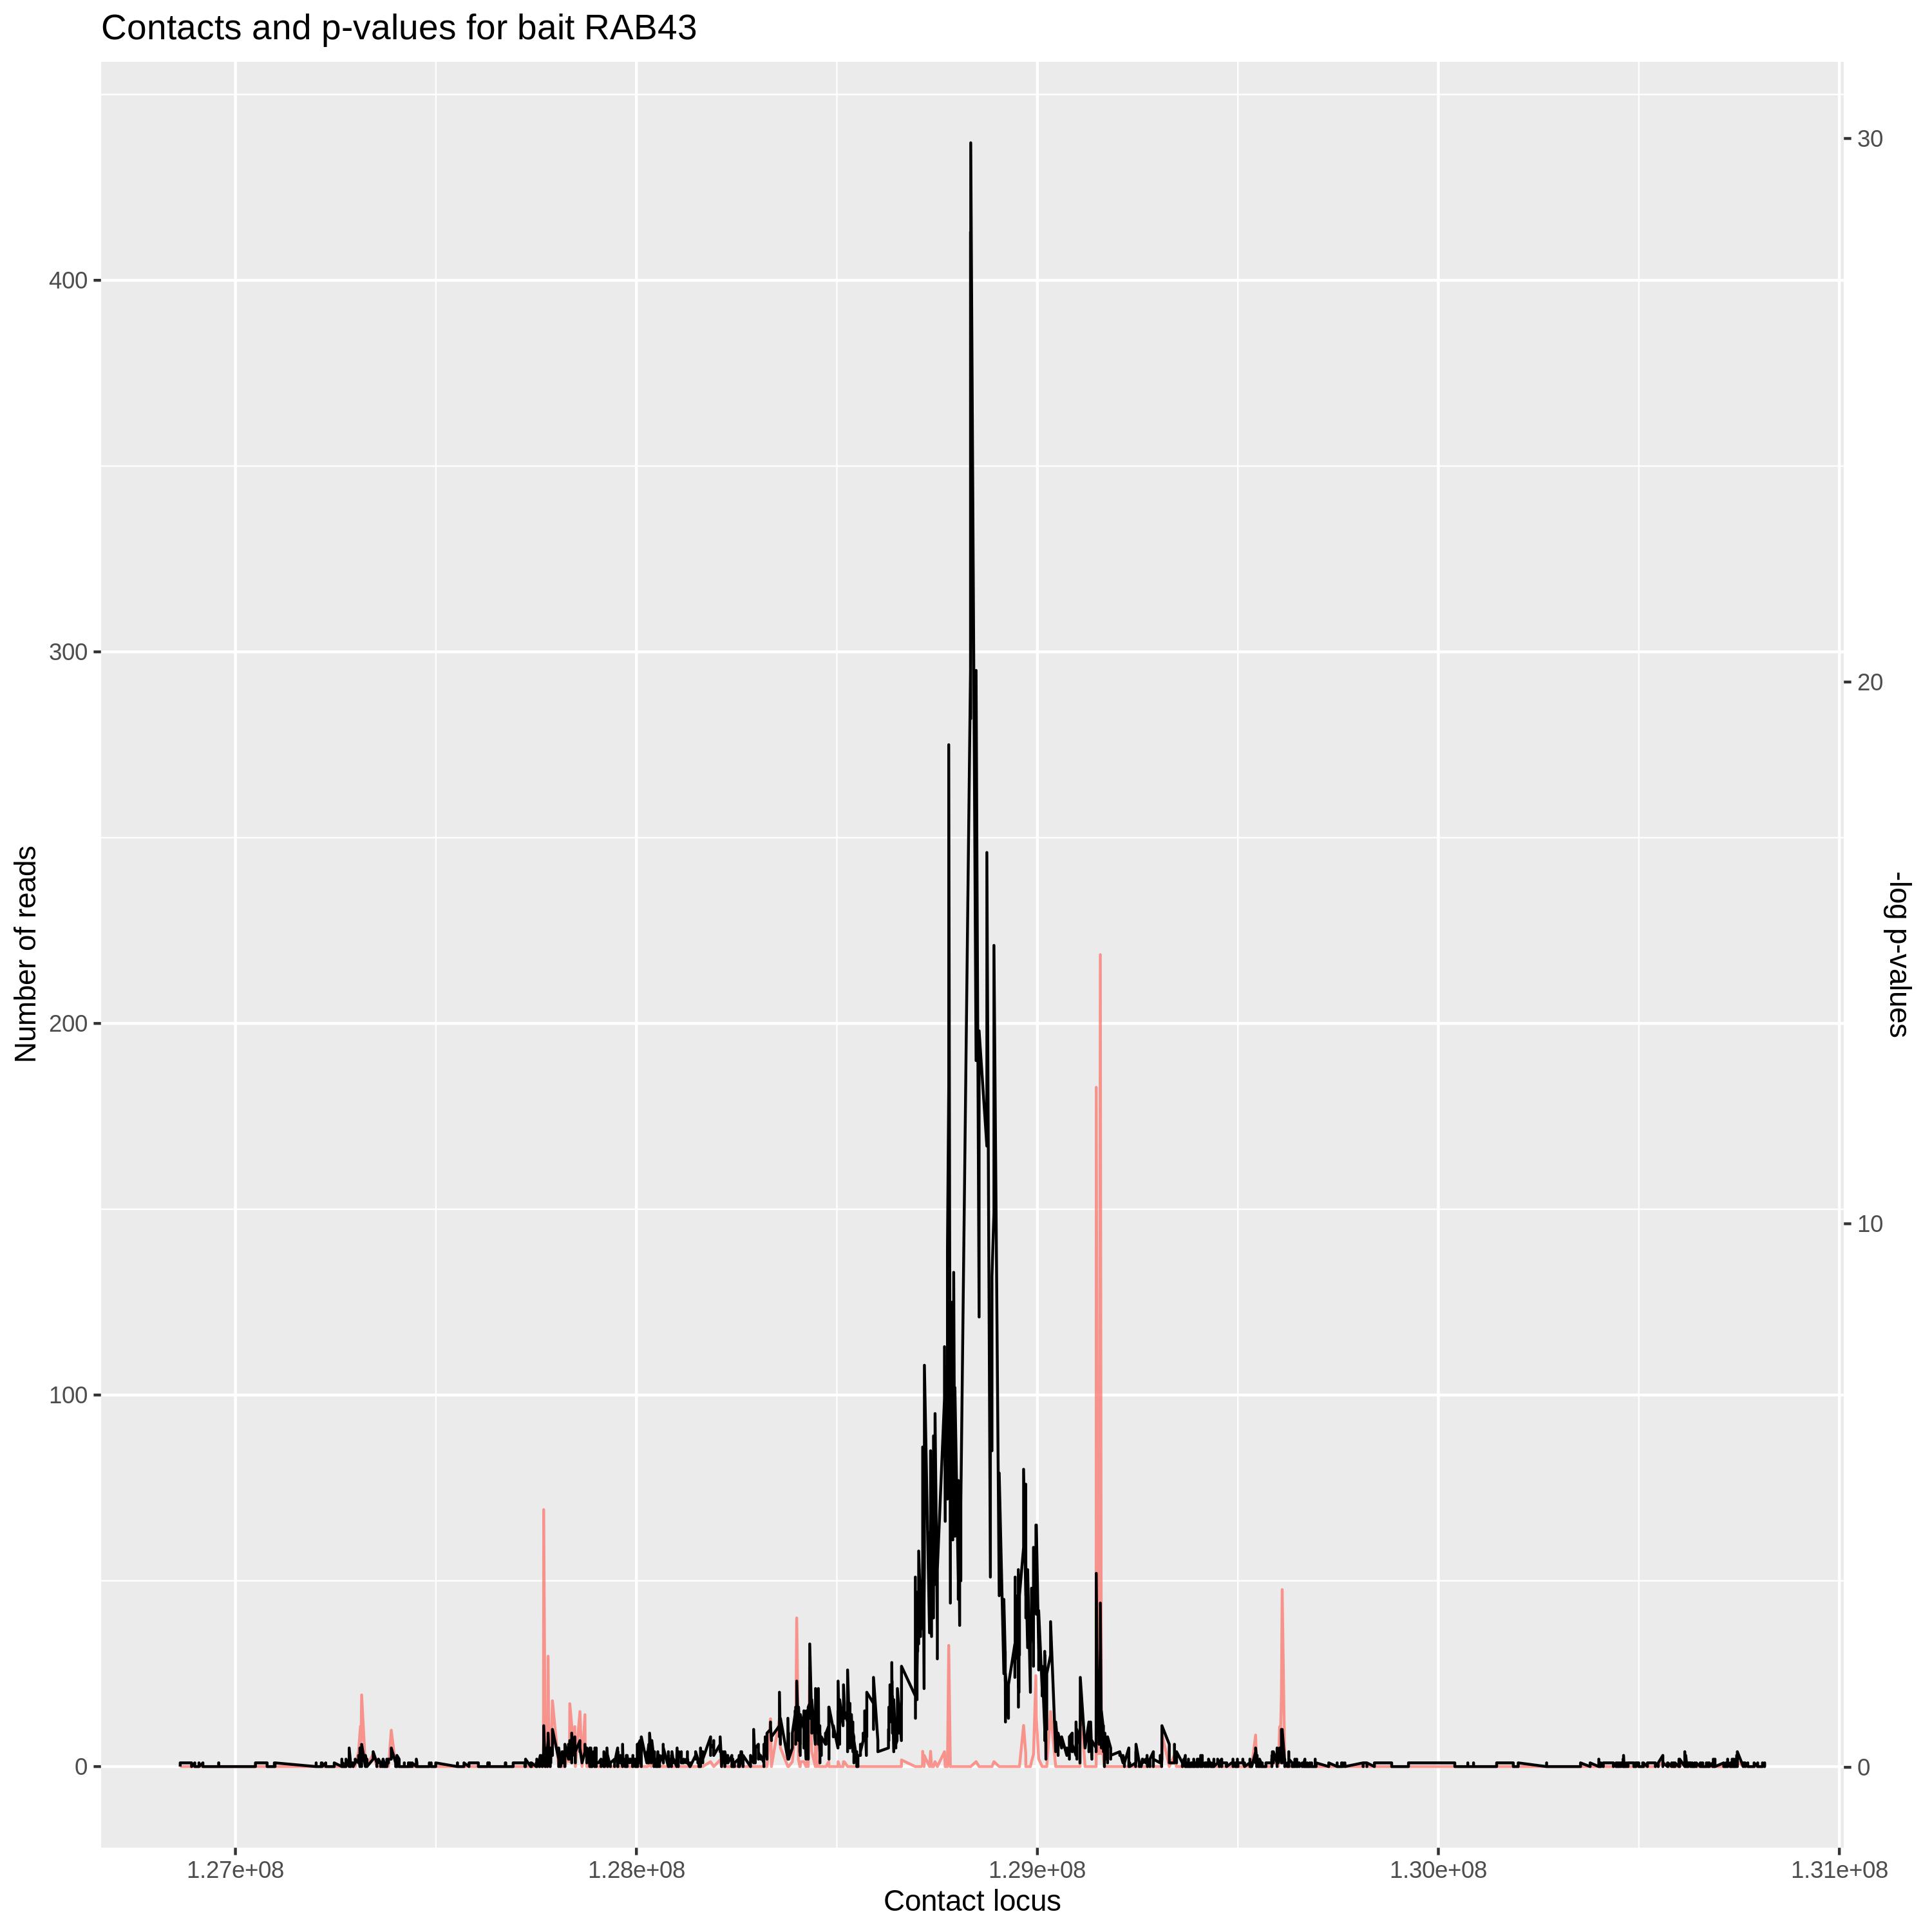 Contacts and p-values for bait RAB43
400
300
200
100
0
Number of reads
30
20
10
0
-log p-values
1.27e+08
1.28e+08
1.29e+08
1.30e+08
1.31e+08
Contact locus